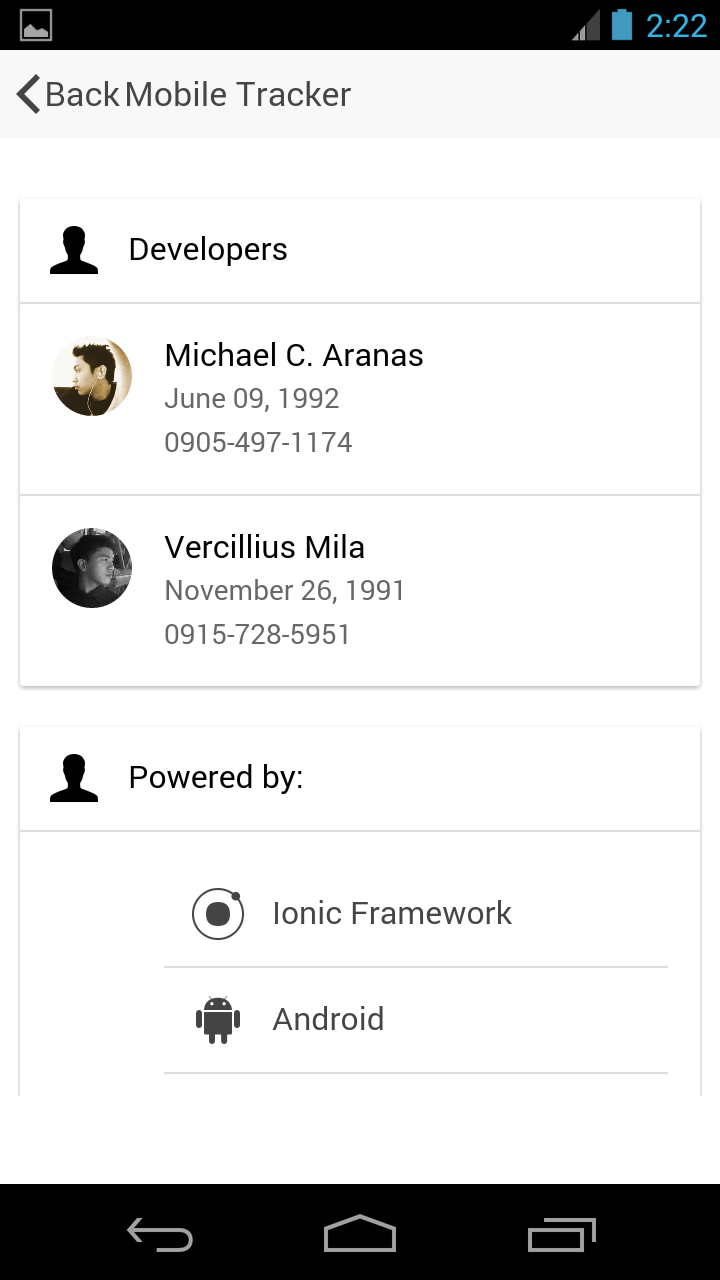 2:22
Back Mobile Tracker
Developers
Michael C. Aranas
June 09, 1992
0905-497-1174
Vercillius Mila
November 26, 1991
0915-728-5951
Powered by:
Ionic Framework
Android